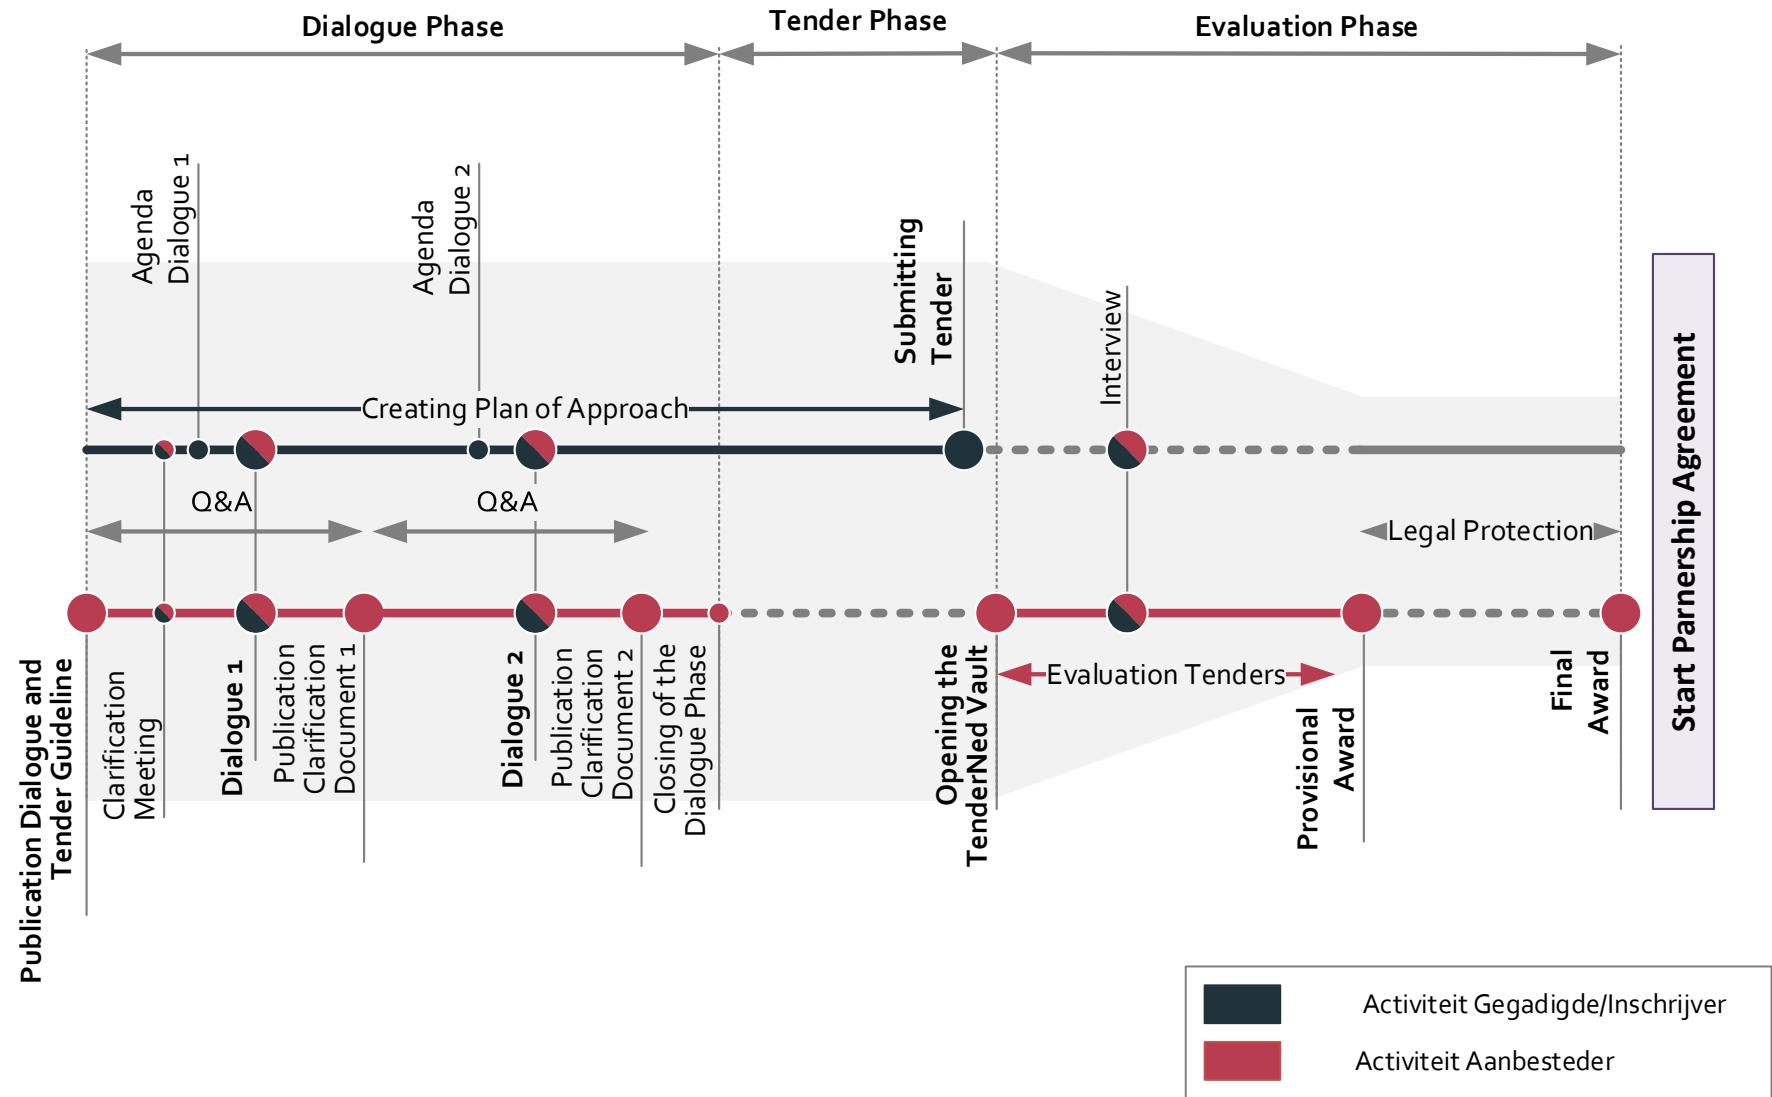 Dialogue Phase
Tender Phase
Evaluation Phase
Agenda
Dialogue 1
Agenda
Dialogue 2
Submitting
Tender
Interview
Creating Plan of Approach
Q&A
Q&A
Legal Protection
Start Parnership Agreement
Publication Dialogue and
Tender Guideline
Clarification
Meeting
Dialogue 1
Publication
Clarification
Document 1
Dialogue 2
Publication
Clarification
Document 2
Closing of the
Dialogue Phase
Opening the
TenderNed Vault
Evaluation Tenders
Provisional
Award
Final
Award
Activiteit Gegadigde/Inschrijver
Activiteit Aanbesteder